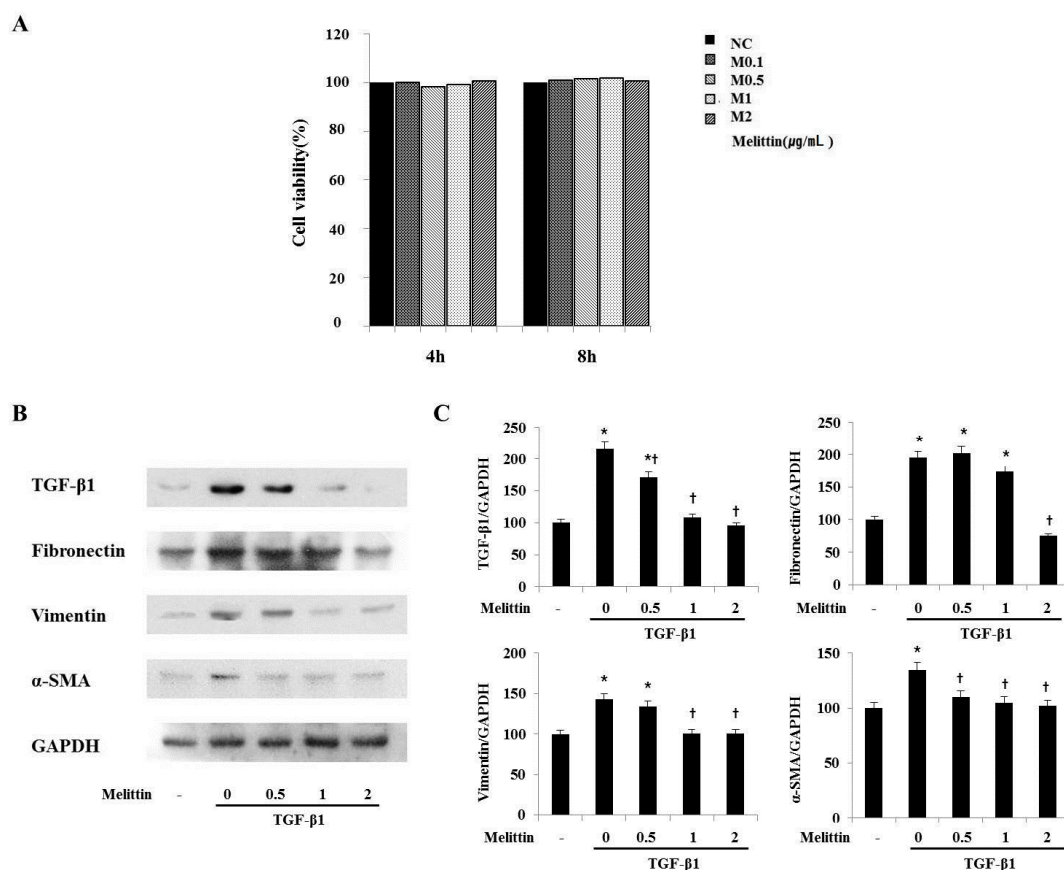 A
120
100
80
60
40
20
0
Cell viability(%)
4h
8h
NC
M0.1
M0.5
M1
M2
Melittin(μg/mL)
B
TGF-β1
Fibronectin
Vimentin
α-SMA
GAPDH
Melittin - 0 0.5 1 2
TGF-β1
C
250
200
150
100
50
0
TGF-β1/GAPDH
* *† † †
Melittin - 0 0.5 1 2
TGF-β1
250
200
150
100
50
0
Fibronectin/GAPDH
* * * †
Melittin - 0 0.5 1 2
TGF-β1
200
150
100
50
0
Vimentin/GAPDH
* * † †
Melittin - 0 0.5 1 2
TGF-β1
150
100
50
0
α-SMA/GAPDH
* † † †
Melittin - 0 0.5 1 2
TGF-β1